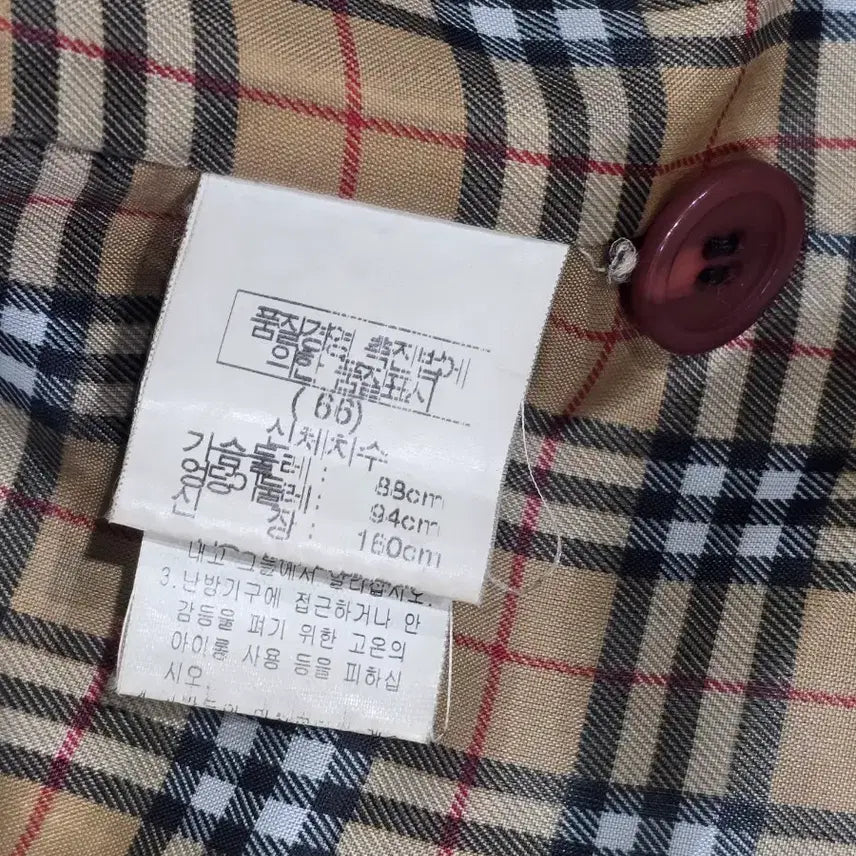 품질경영 촉진법에
의한 품질표시
(66)
신체치수
가슴둘레: 88cm
엉덩이둘레: 94cm
신 장: 160cm
3.난방기구에 접근하거나 안
감등을 펴기 위한 고온의
아이롱 사용 등을 피하십
시오.